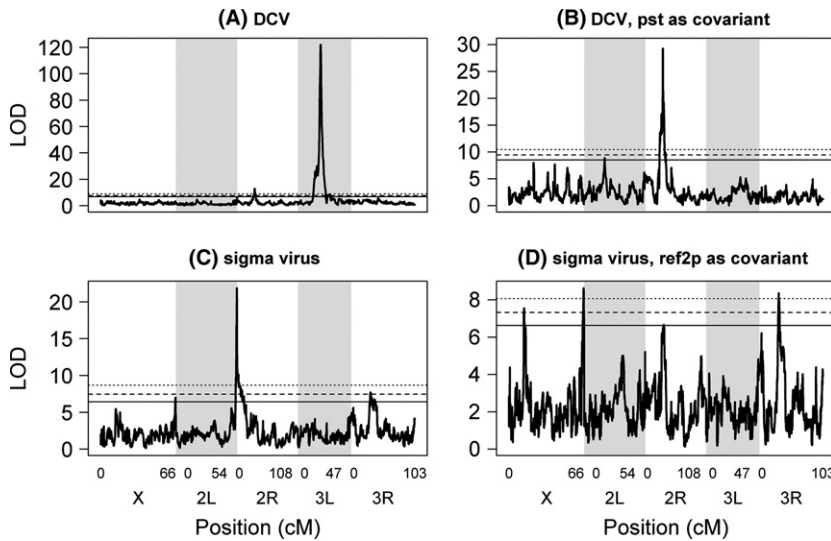 (A) DCV
LOD
120
100
80
60
40
20
0
(B) DCV, pst as covariant
30
25
20
15
10
5
0
(C) sigma virus
LOD
20
15
10
5
0
0 66 0 54 0 108 0 47 0 103
X 2L 2R 3L 3R
Position (cM)
(D) sigma virus, ref2p as covariant
8
6
4
2
0
0 66 0 54 0 108 0 47 0 103
X 2L 2R 3L 3R
Position (cM)